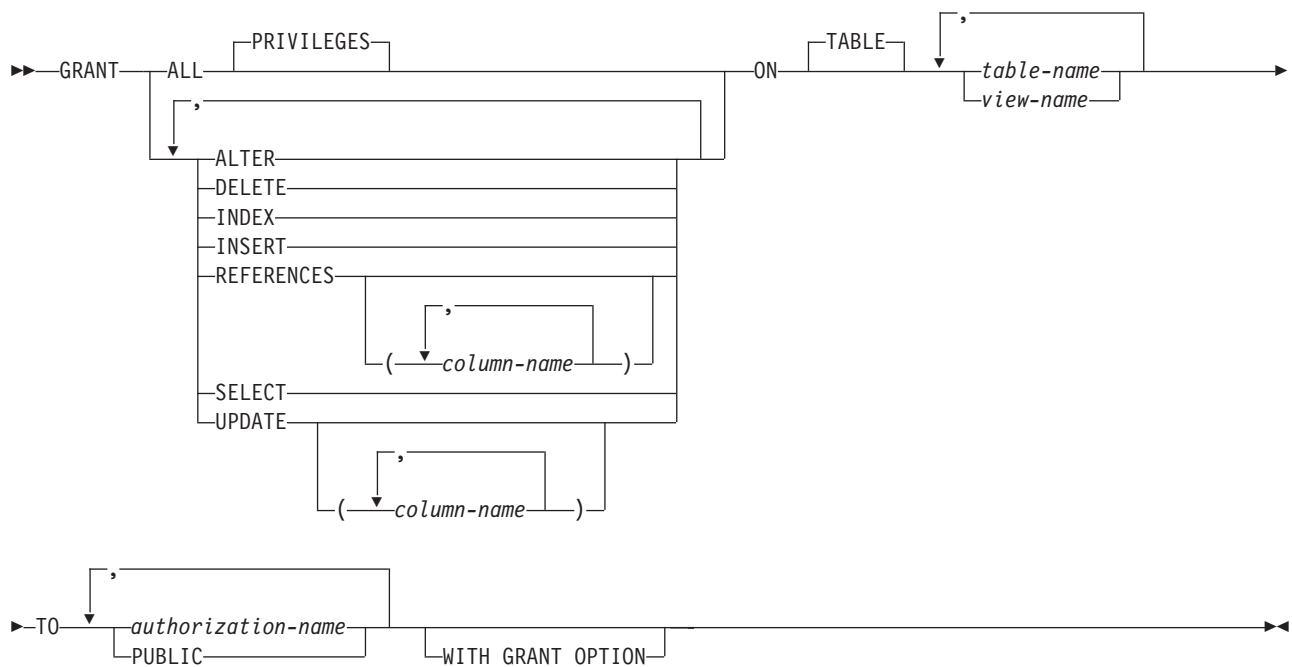 ,
PRIVILEGES TABLE
GRANT ALL ON table-name
view-name
,
ALTER
DELETE
INDEX
INSERT
REFERENCES
,
( column-name )
SELECT
UPDATE
,
( column-name )
,
TO authorization-name
PUBLIC WITH GRANT OPTION